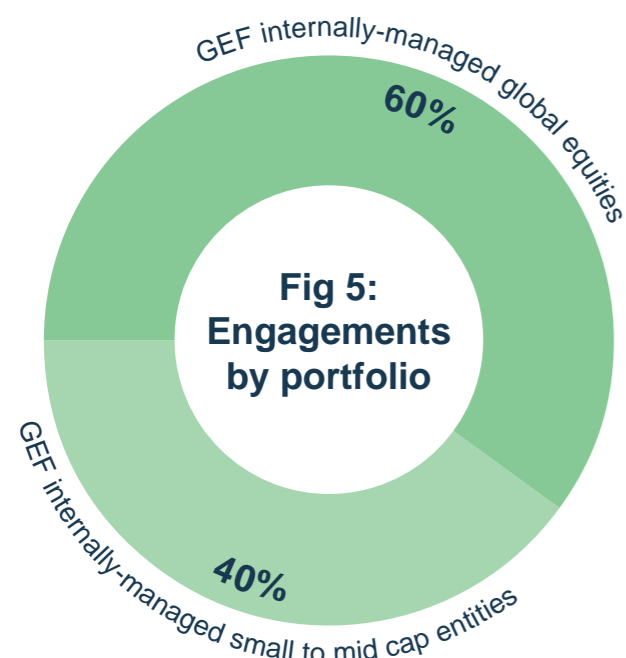 GEF internally-managed global equities
60%
Fig 5:
Engagements
by portfolio
40%
GEF internally-managed small to mid cap entities